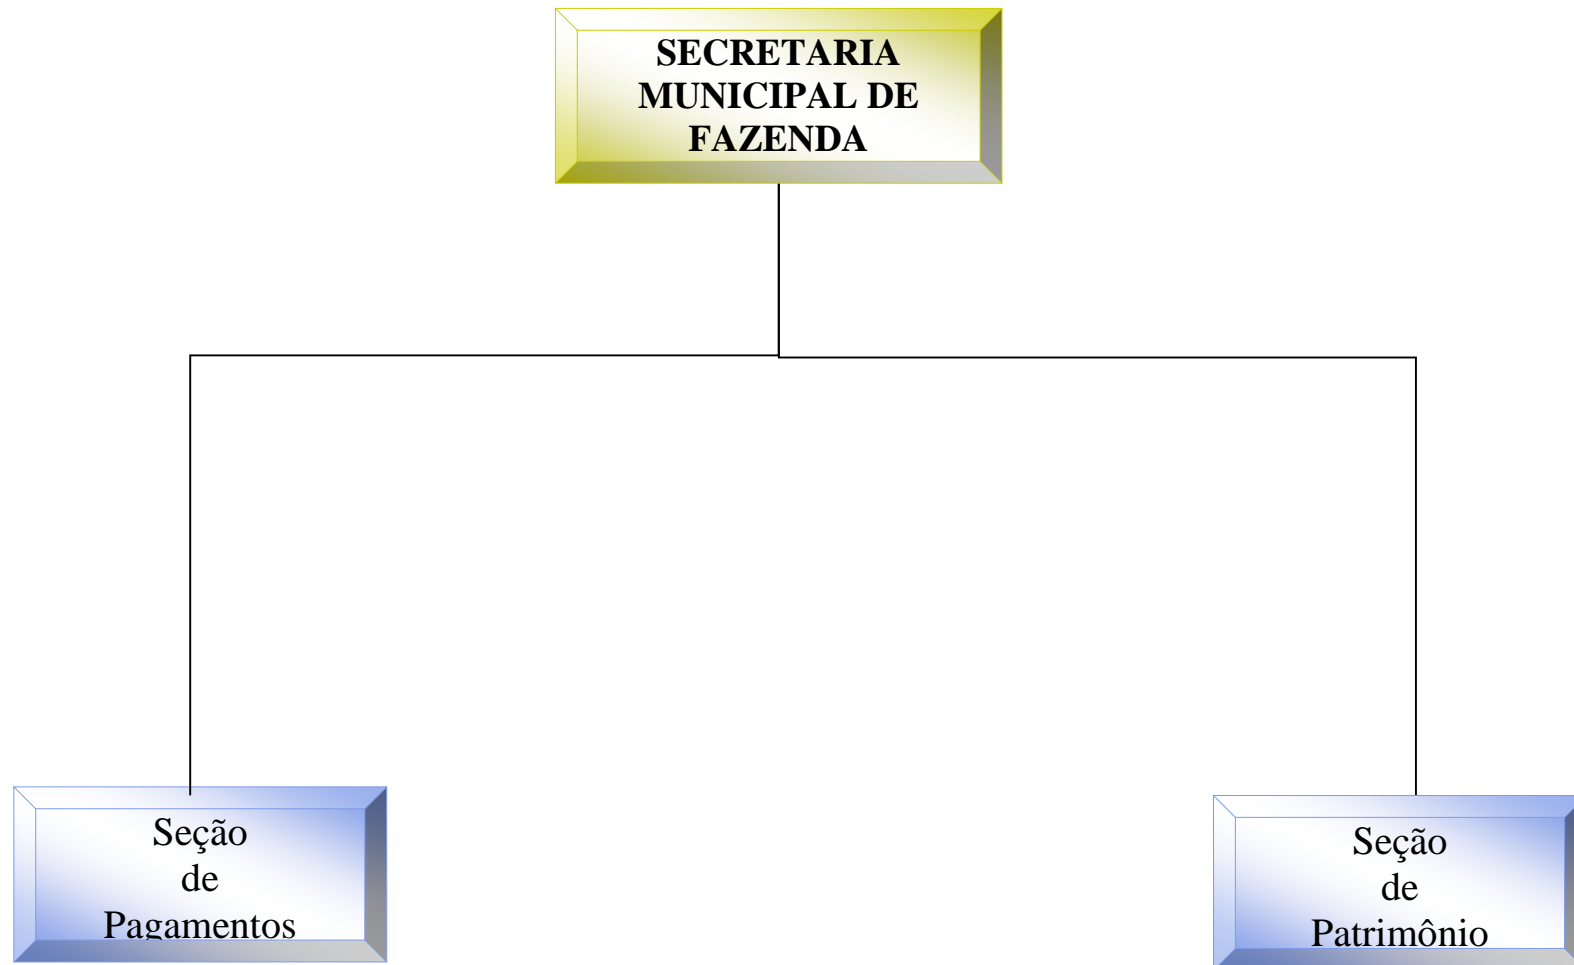 SECRETARIA
MUNICIPAL DE
FAZENDA
Seção
de
Pagamentos
Seção
de
Patrimônio